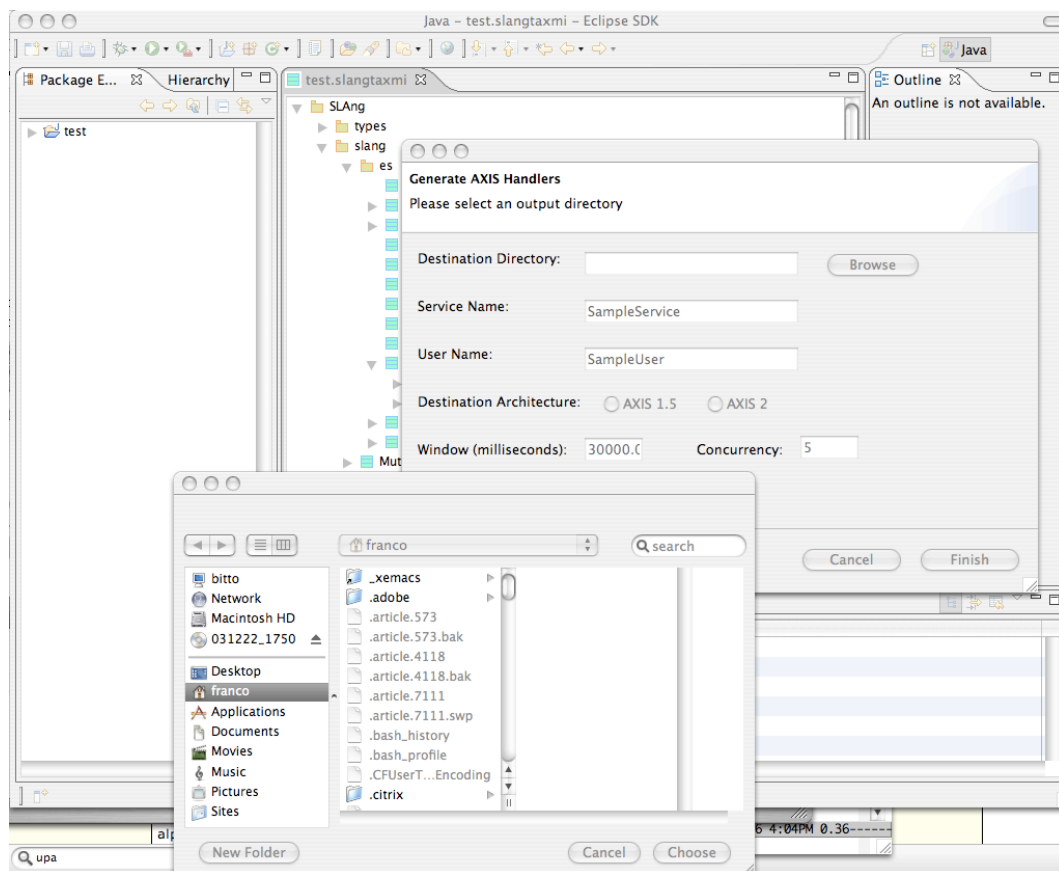 Java – test.slangtaxmi – Eclipse SDK
Java
Package E...
Hierarchy
test.slangtaxmi
Outline
An outline is not available.
test
SLAng
types
slang
es
Mut
Generate AXIS Handlers
Please select an output directory
Destination Directory:
Browse
Service Name:
SampleService
User Name:
SampleUser
Destination Architecture:
AXIS 1.5
AXIS 2
Window (milliseconds):
30000.0
Concurrency:
5
Cancel
Finish
franco
search
bitto
Network
Macintosh HD
031222_1750
Desktop
franco
Applications
Documents
Movies
Music
Pictures
Sites
_xemacs
.adobe
.article.573
.article.573.bak
.article.4118
.article.4118.bak
.article.7111
.article.7111.swp
.bash_history
.bash_profile
.CFUserT...Encoding
.citrix
New Folder
Cancel
Choose
alp
6 4:04PM 0.36------
upa